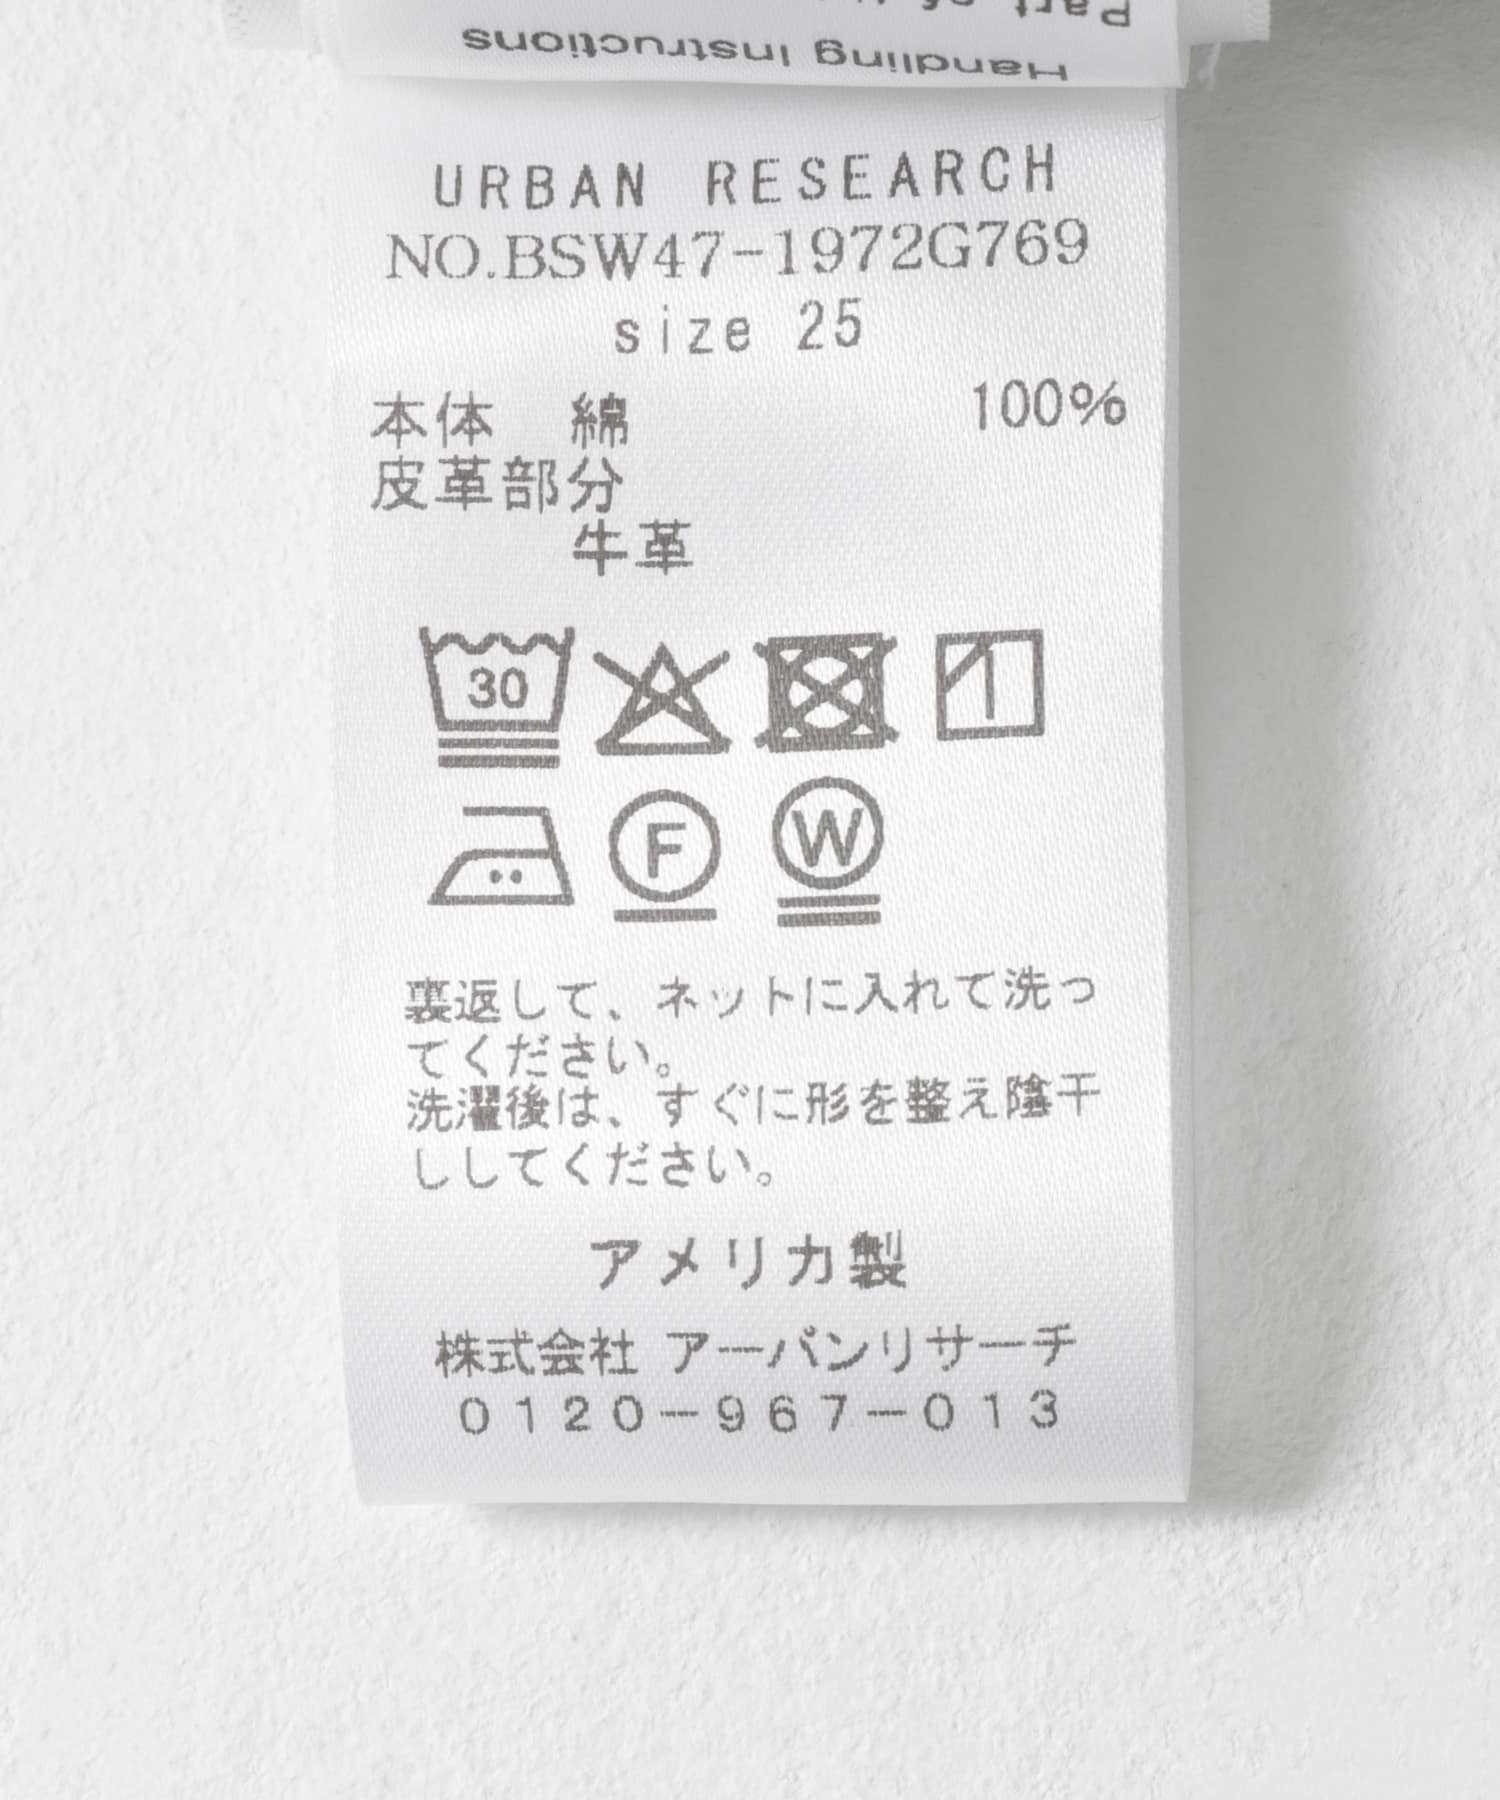 Part of
Handling Instructions
URBAN RESEARCH
NO.BSW47-1972G769
size 25
本体 綿 100%
皮革部分
牛革
30
F
W
裏返して、ネットに入れて洗っ
てください。
洗濯後は、すぐに形を整え陰干
ししてください。
アメリカ製
株式会社 アーバンリサーチ
0120-967-013